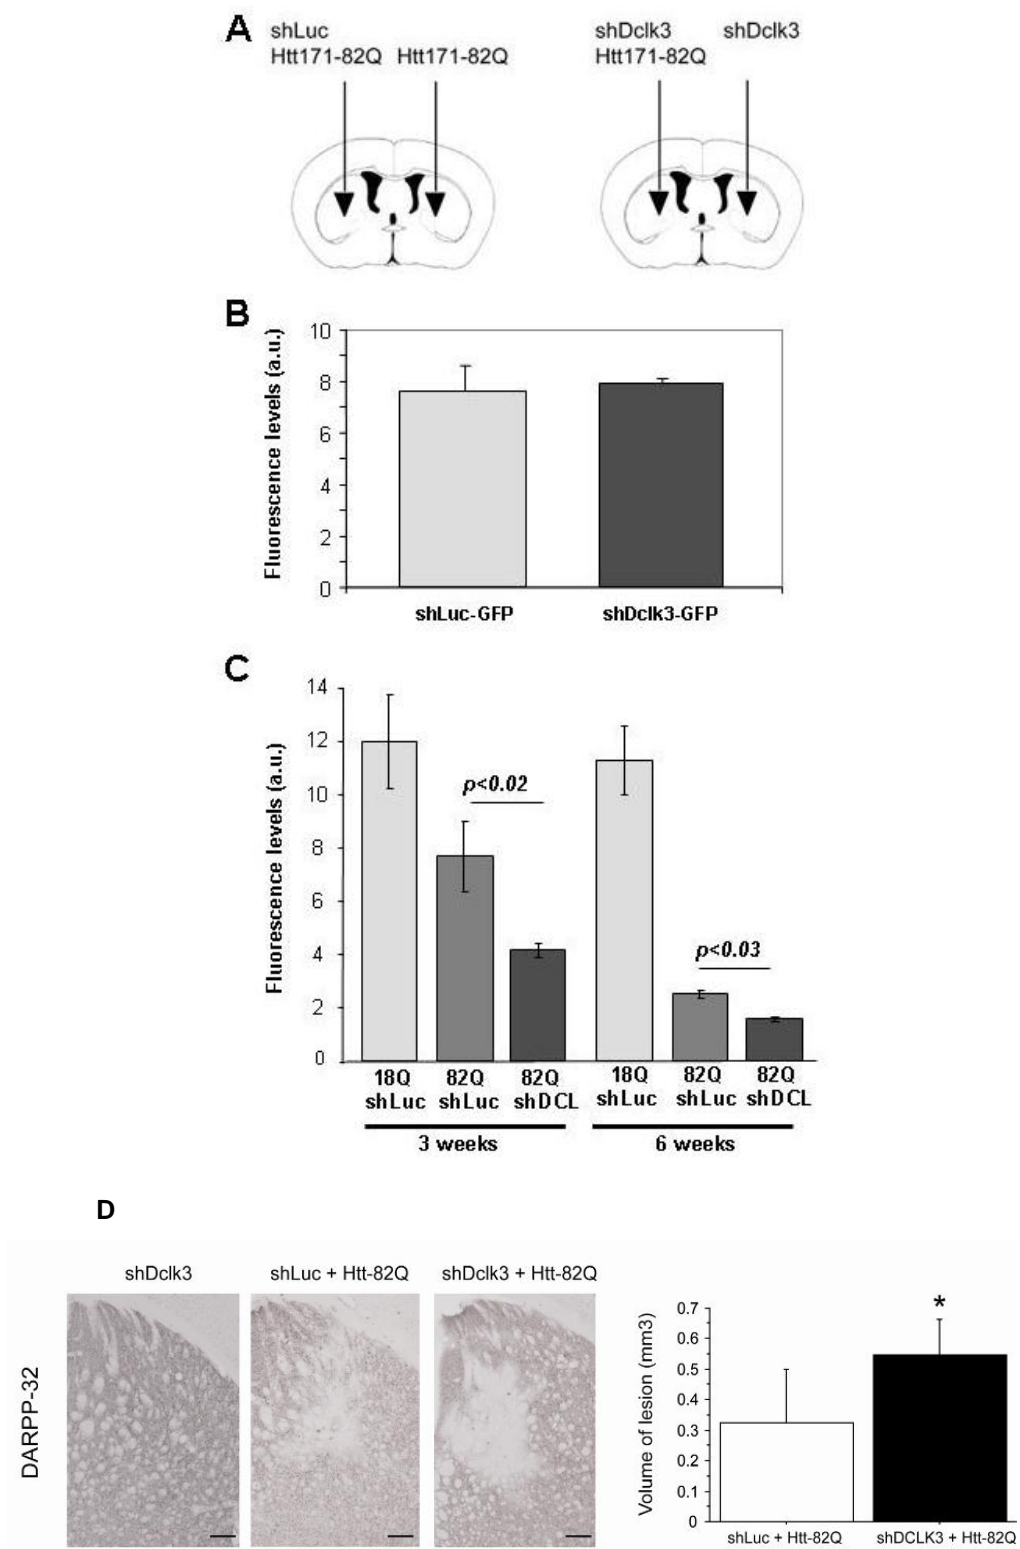 A
shLuc
Htt171-82Q Htt171-82Q
shDclk3 shDclk3
Htt171-82Q
B
Fluorescence levels (a.u.)
10
8
6
4
2
0
shLuc-GFP shDclk3-GFP
C
Fluorescence levels (a.u.)
14
12
10
8
6
4
2
0
p<0.02
p<0.03
18Q 82Q 82Q 18Q 82Q 82Q
shLuc shLuc shDCL shLuc shLuc shDCL
3 weeks 6 weeks
D
shDclk3 shLuc + Htt-82Q shDclk3 + Htt-82Q
DARPP-32
Volume of lesion (mm3)
0.7
0.6
0.5
0.4
0.3
0.2
0.1
0
*
shLuc + Htt-82Q shDCLK3 + Htt-82Q